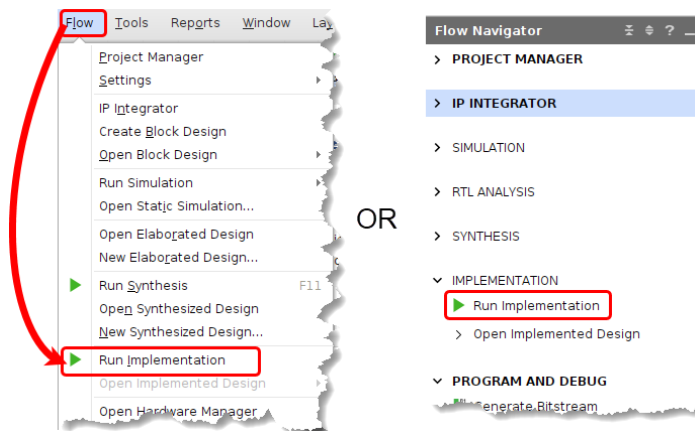 Flow Tools Reports Window La
Project Manager
Settings
IP Integrator
Create Block Design
Open Block Design
Run Simulation
Open Static Simulation...
Open Elaborated Design
New Elaborated Design...
Run Synthesis F11
Open Synthesized Design
New Synthesized Design...
Run Implementation
Open Implemented Design
Open Hardware Manager
OR
Flow Navigator ?
PROJECT MANAGER
IP INTEGRATOR
SIMULATION
RTL ANALYSIS
SYNTHESIS
IMPLEMENTATION
Run Implementation
Open Implemented Design
PROGRAM AND DEBUG
Generate Bitstream